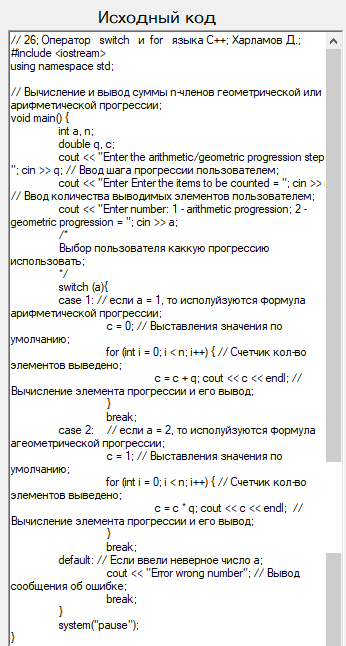 Исходный код
// 26; Оператор switch и for языка C++; Харламов Д.;
#include <iostream>
using namespace std;
// Вычисление и вывод суммы n-членов геометрической или
арифметической прогрессии;
void main() {
int a, n;
double q, c;
cout << "Enter the arithmetic/geometric progression step
"; cin >> q; // Ввод шага прогрессии пользователем;
cout << "Enter Enter the items to be counted = "; cin >>
// Ввод количества выводимых элементов пользователем;
cout << "Enter number: 1 - arithmetic progression; 2 -
geometric progression = "; cin >> a;
/*
Выбор пользователя каккую прогрессию
использовать;
*/
switch (a){
case 1: // если a = 1, то исполуйзуются формула
арифметической прогрессии;
c = 0; // Выставления значения по
умолчанию;
for (int i = 0; i < n; i++) { // Счетчик кол-во
элементов выведено;
c = c + q; cout << c << endl; //
Вычисление элемента прогрессии и его вывод;
}
break;
case 2: // если a = 2, то исполуйзуются формула
агеометрической прогрессии;
c = 1; // Выставления значения по
умолчанию;
for (int i = 0; i < n; i++) { // Счетчик кол-во
элементов выведено;
c = c * q; cout << c << endl; //
Вычисление элемента прогрессии и его вывод;
}
break;
default: // Если ввели неверное число a;
cout << "Error wrong number"; // Вывод
сообщения об ошибке;
break;
}
system("pause");
}